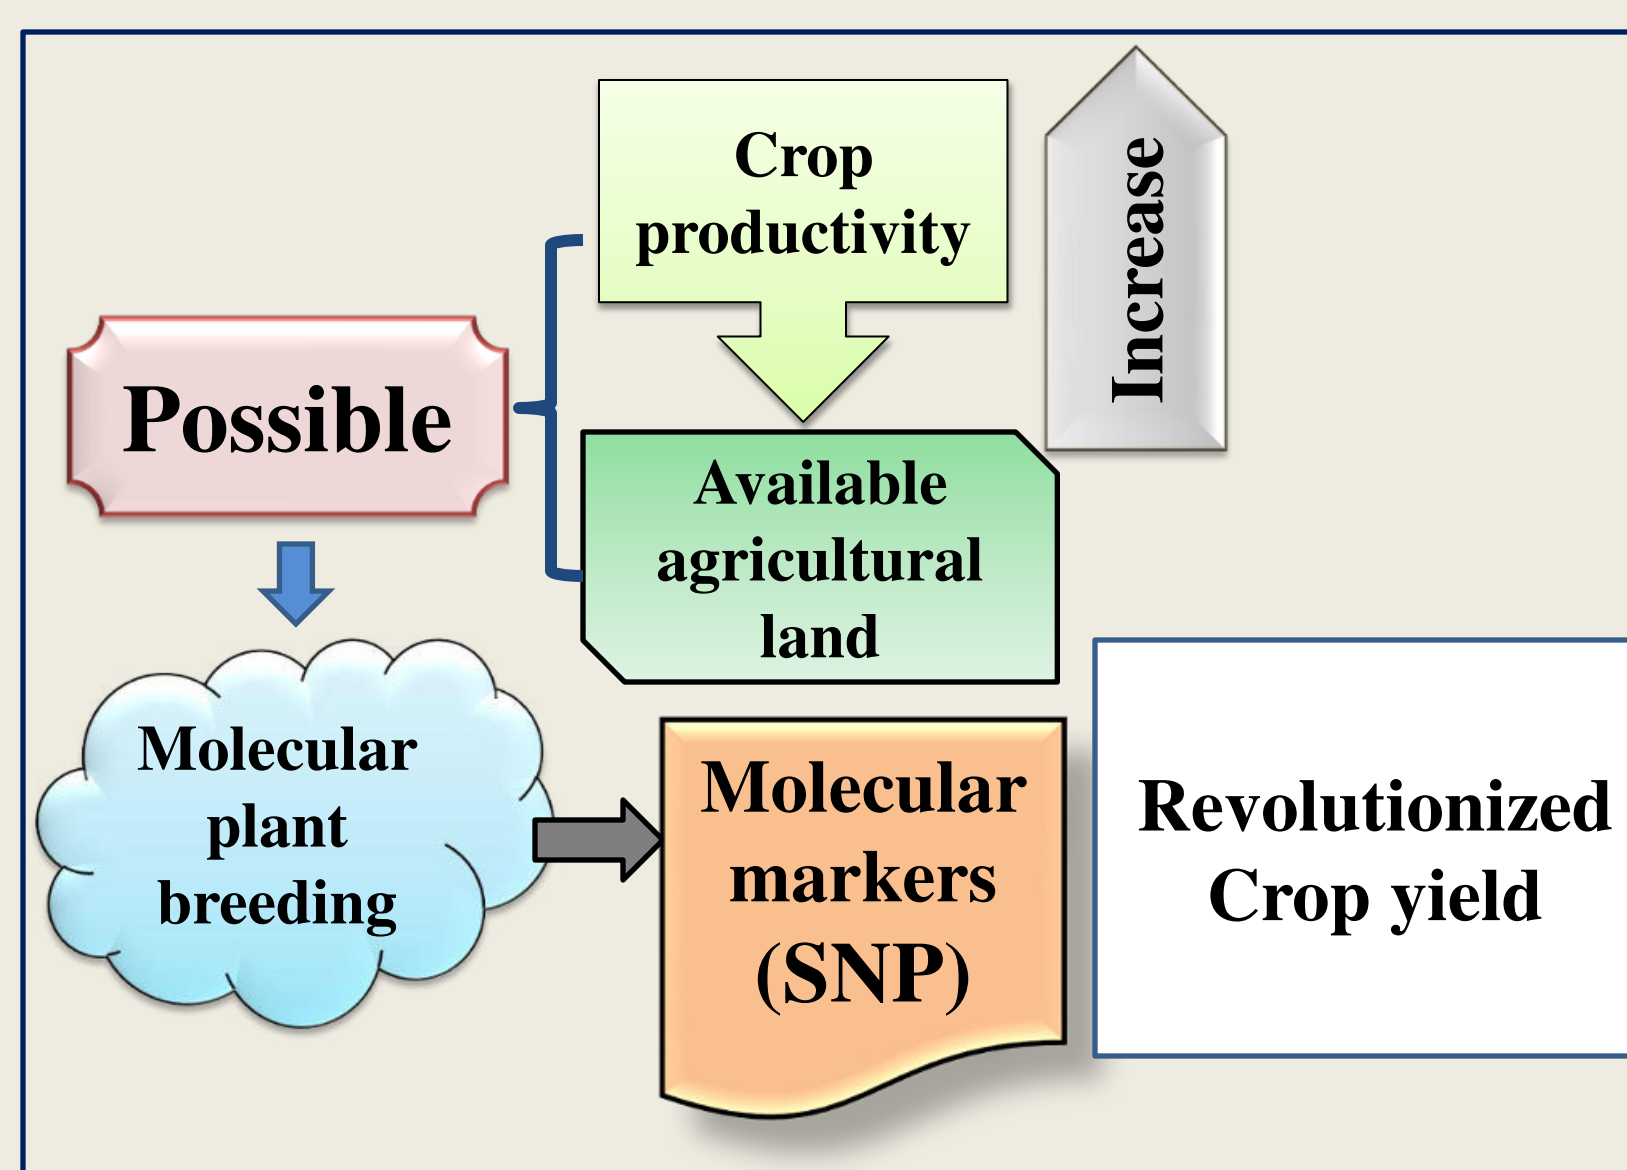 Crop
productivity
Increase
Possible
Available
agricultural
land
Molecular
plant
breeding
Molecular
markers
(SNP)
Revolutionized
Crop yield